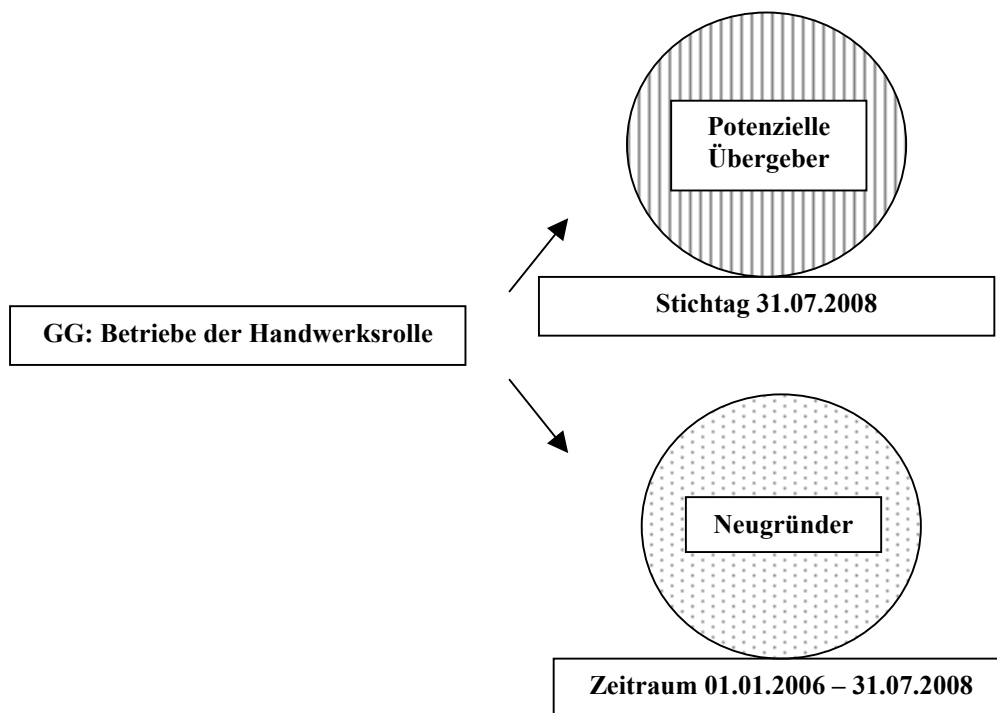 Potenzielle
Übergeber
Stichtag 31.07.2008
GG: Betriebe der Handwerksrolle
Neugründer
Zeitraum 01.01.2006 – 31.07.2008